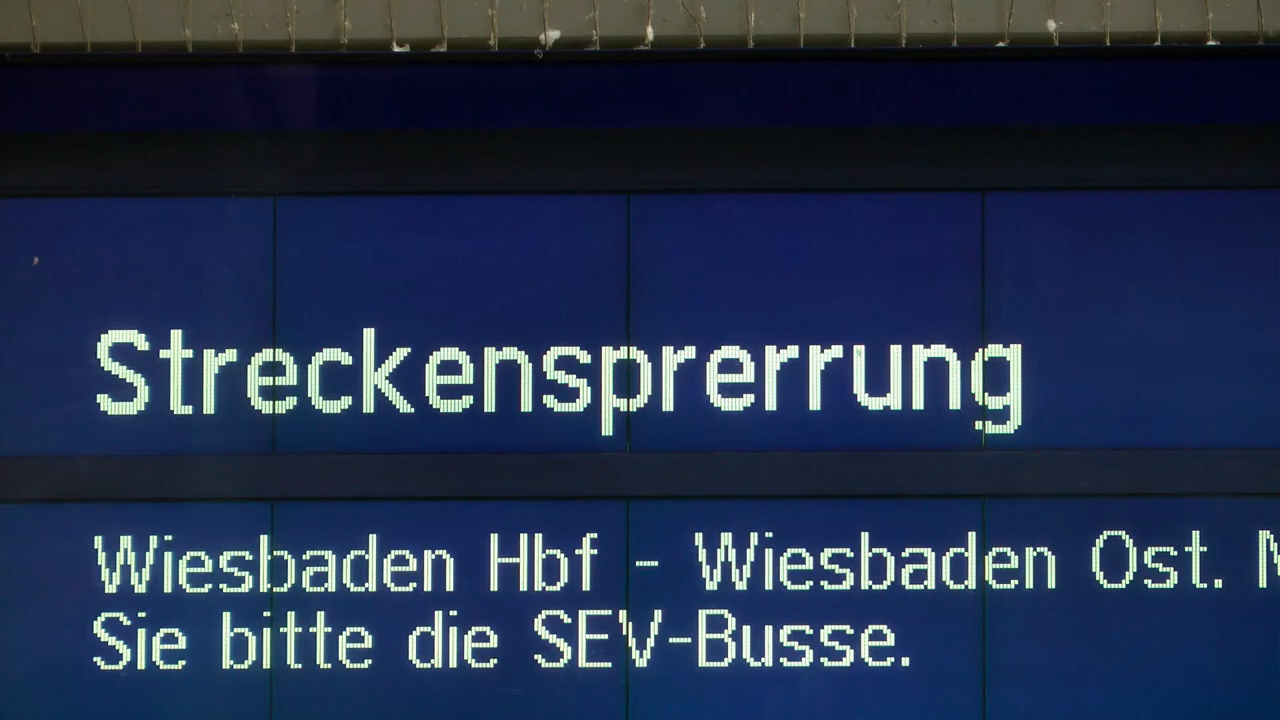 Streckensprerrung
Wiesbaden Hbf - Wiesbaden Ost.
Sie bitte die SEV-Busse.